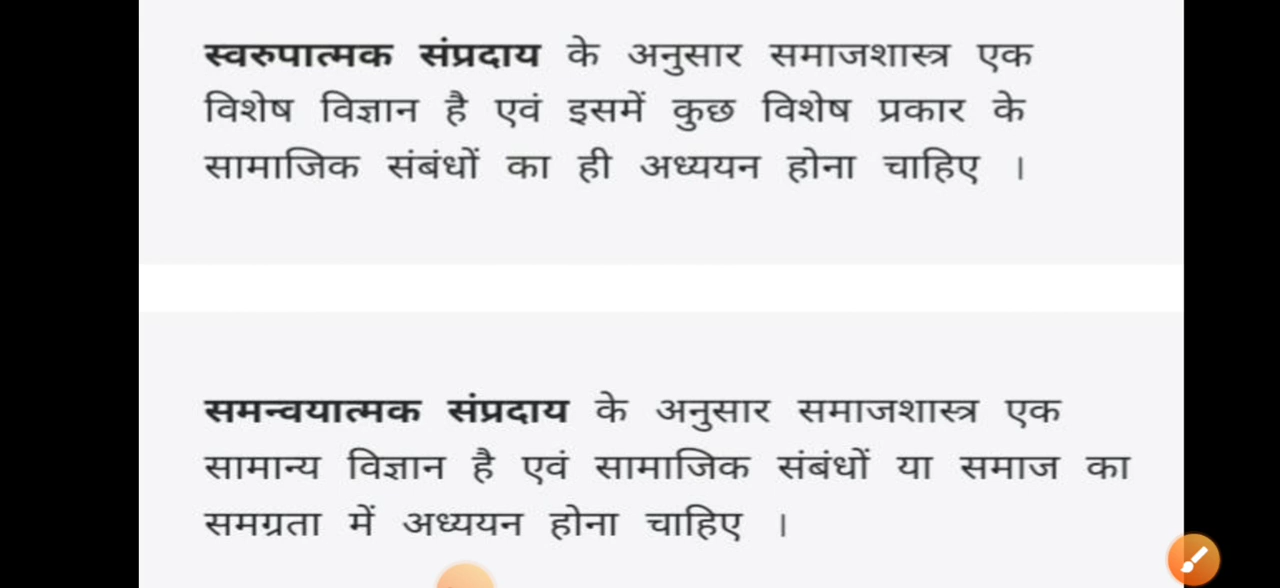 स्वरुपात्मक संप्रदाय के अनुसार समाजशास्त्र एक
विशेष विज्ञान है एवं इसमें कुछ विशेष प्रकार के
सामाजिक संबंधों का ही अध्ययन होना चाहिए ।
समन्वयात्मक संप्रदाय के अनुसार समाजशास्त्र एक
सामान्य विज्ञान है एवं सामाजिक संबंधों या समाज का
समग्रता में अध्ययन होना चाहिए ।